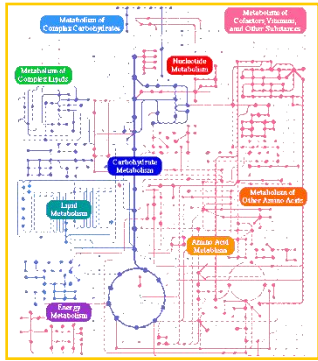 Metabolism of
Complex Carbohydrates
Metabolism of
Cofactors, Vitamins,
and Other Substances
Nucleotide
Metabolism
Metabolism of
Complex Lipids
Carbohydrate
Metabolism
Metabolism of
Other Amino Acids
Lipid
Metabolism
Amino Acid
Metabolism
Energy
Metabolism